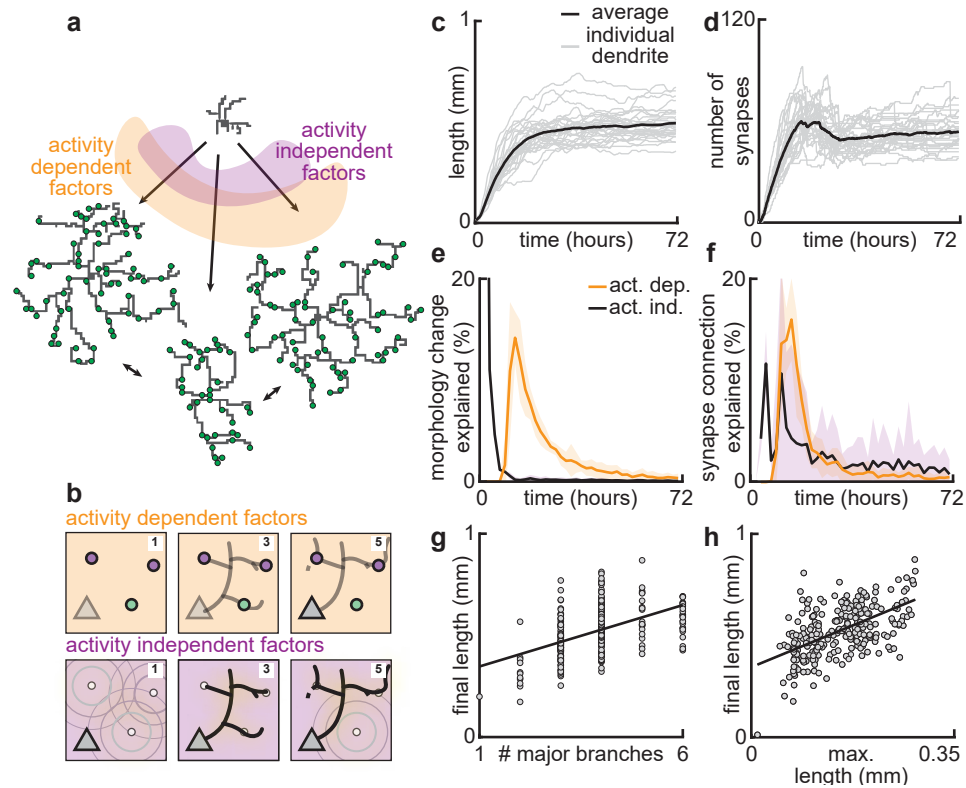 a
activity
dependent
factors
activity
independent
factors
b
activity dependent factors
1
3
5
activity independent factors
1
3
5
c
1
length (mm)
0
0
time (hours)
72
average
individual
dendrite
d
120
number of
synapses
0
0
time (hours)
72
e
20
morphology change
explained (%)
0
0
time (hours)
72
act. dep.
act. ind.
f
20
synapse connection
explained (%)
0
0
time (hours)
72
g
1
final length (mm)
0
1
# major branches
6
h
1
final length (mm)
0
0
max.
length (mm)
0.35